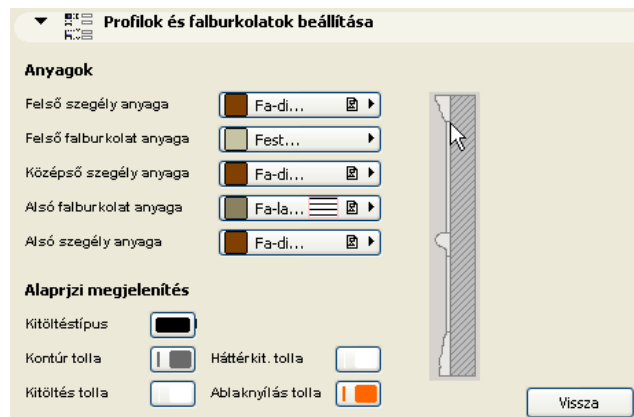 Profilok és falburkolatok beállítása
Anyagok
Felső szegély anyaga Fa-di...
Felső falburkolat anyaga Fest...
Középső szegély anyaga Fa-di...
Alsó falburkolat anyaga Fa-la...
Alsó szegély anyaga Fa-di...
Alaprjzi megjelenítés
Kitöltéstípus
Kontúr tolla Háttérkit. tolla
Kitöltés tolla Ablaknyílás tolla
Vissza